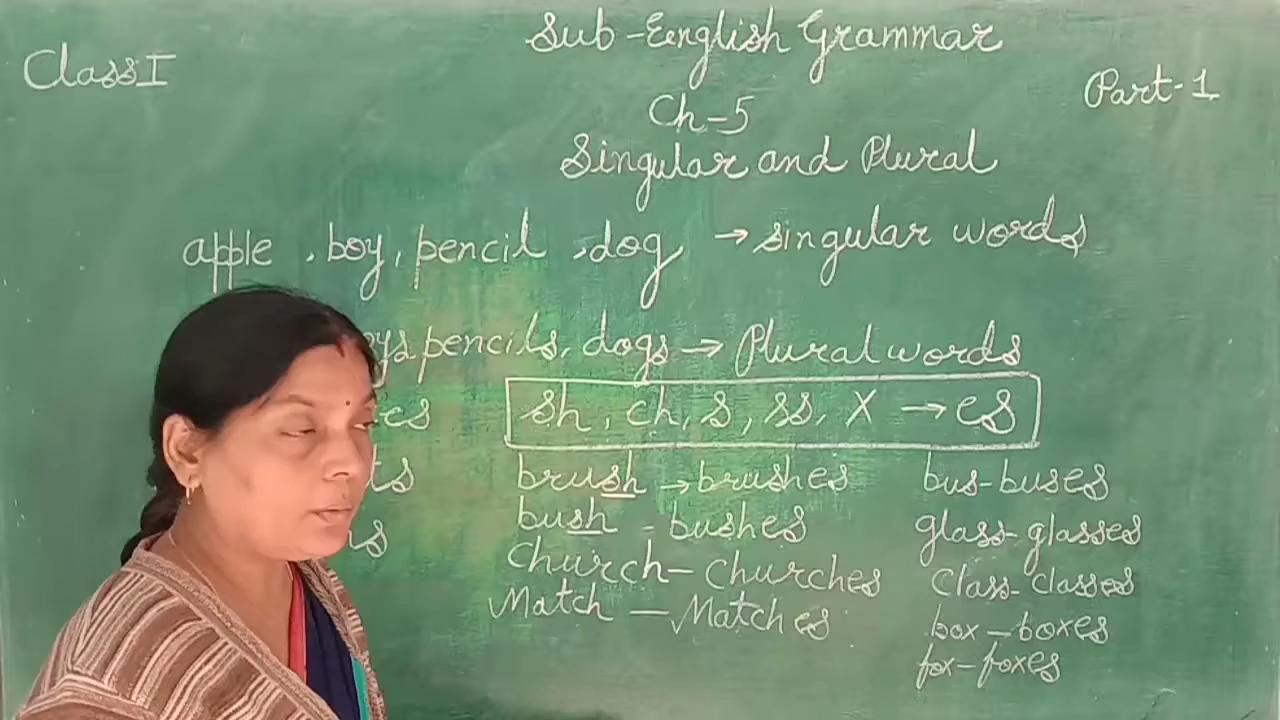 Sub-English Grammar
Class I
Part-1
Ch-5
Singular and Plural
apple, boy, pencil, dog, → singular words
pencils, dogs → Plural words
sh, ch, s, ss, x → es
brush → brushes
bush - bushes
Church - Churches
Match - Matches
bus - buses
glass - glasses
Class - Classes
box - boxes
fox - foxes